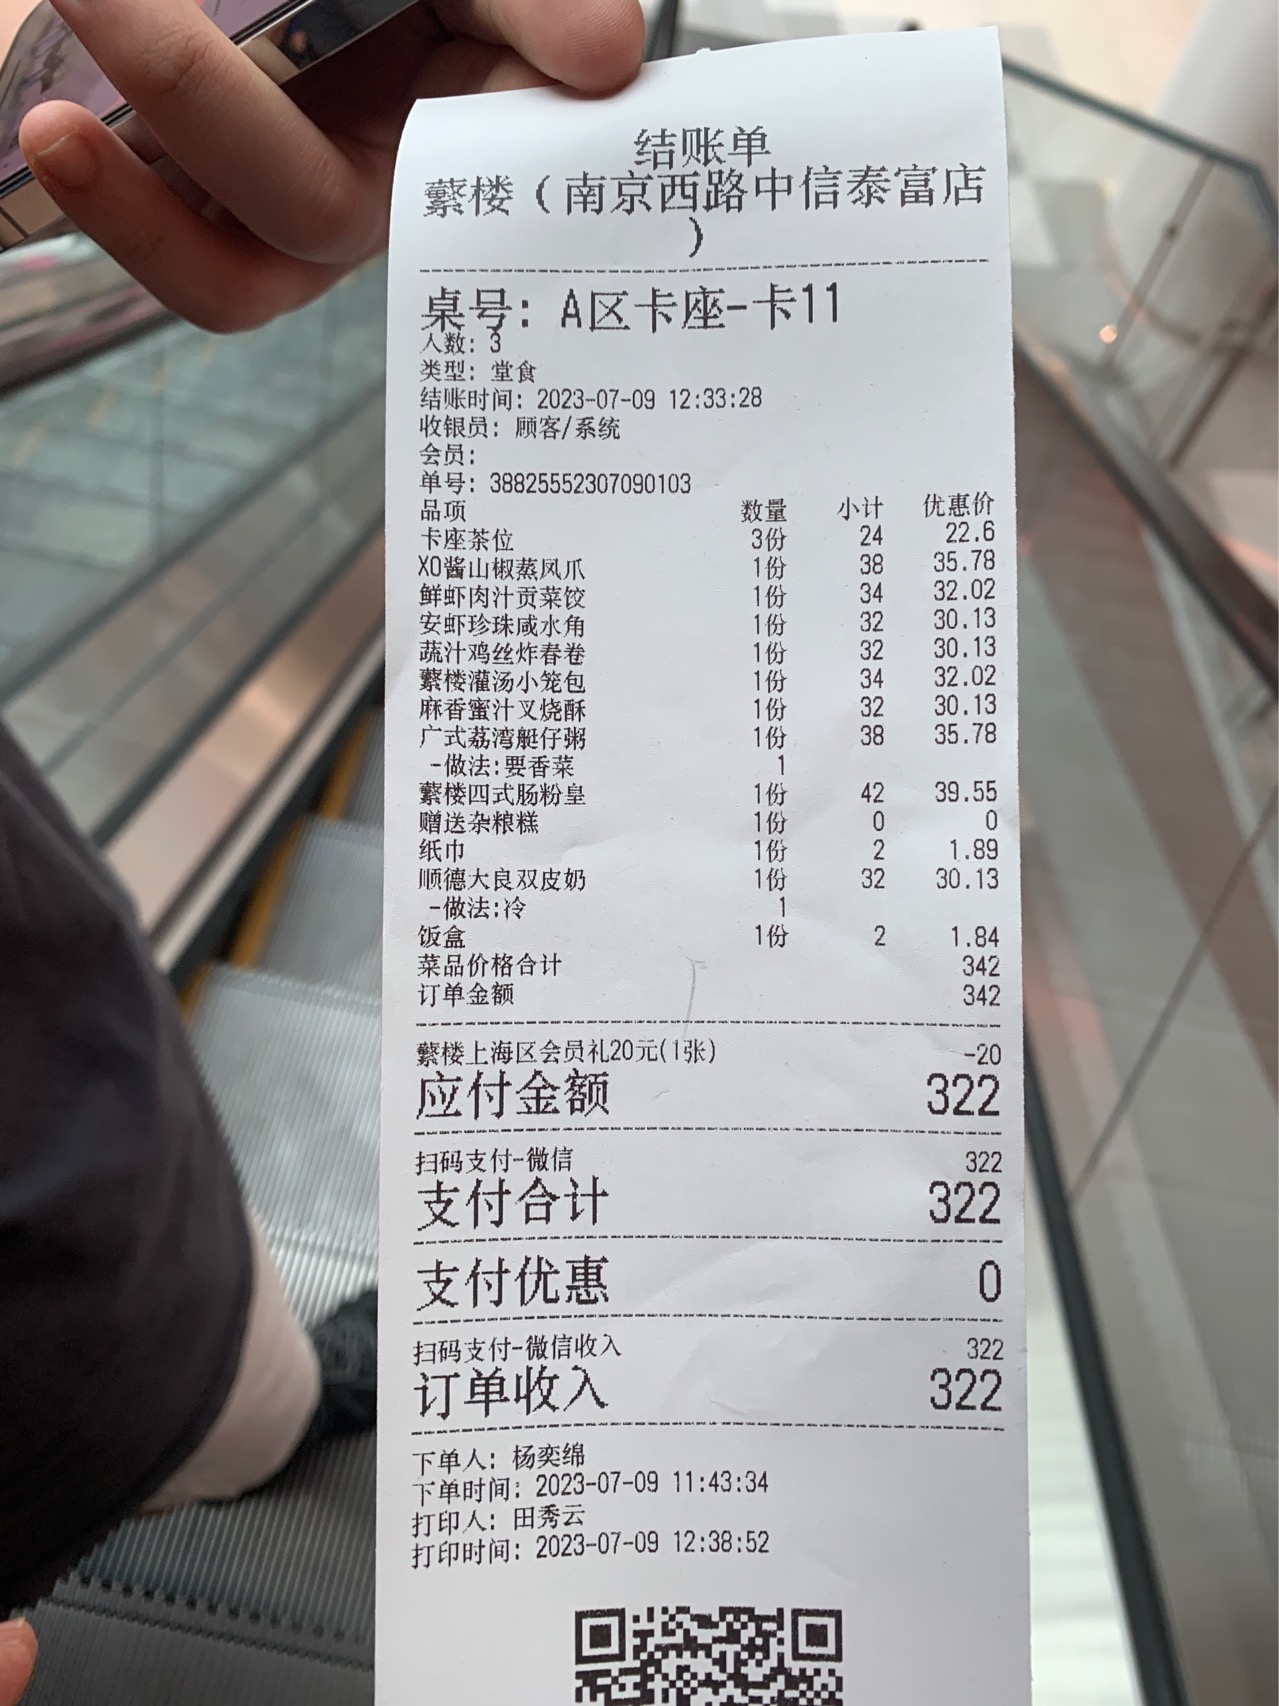 结账单
蘩楼（南京西路中信泰富店
）
桌号: A区卡座-卡11
人数: 3
类型: 堂食
结账时间: 2023-07-09 12:33:28
收银员: 顾客/系统
会员:
单号: 38825552307090103
品项 数量 小计 优惠价
卡座茶位 3份 24 22.6
XO酱山椒蒸凤爪 1份 38 35.78
鲜虾肉汁贡菜饺 1份 34 32.02
安虾珍珠咸水角 1份 32 30.13
蔬汁鸡丝炸春卷 1份 32 30.13
蘩楼灌汤小笼包 1份 34 32.02
麻香蜜汁叉烧酥 1份 32 30.13
广式荔湾艇仔粥 1份 38 35.78
-做法:要香菜 1
蘩楼四式肠粉皇 1份 42 39.55
赠送杂粮糕 1份 0 0
纸巾 1份 2 1.89
顺德大良双皮奶 1份 32 30.13
-做法:冷 1
饭盒 1份 2 1.84
菜品价格合计 342
订单金额 342
蘩楼上海区会员礼20元(1张) -20
应付金额 322
扫码支付-微信 322
支付合计 322
支付优惠 0
扫码支付-微信收入 322
订单收入 322
下单人: 杨奕绵
下单时间: 2023-07-09 11:43:34
打印人: 田秀云
打印时间: 2023-07-09 12:38:52